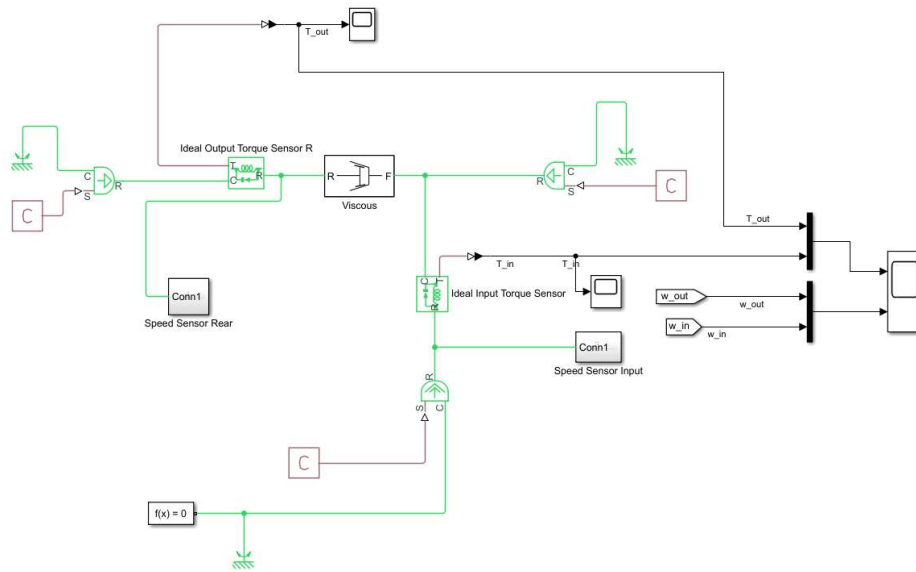 T_out
Ideal Output Torque Sensor R
T
C
R
C
R
S
C
R
F
Viscous
C
R
S
C
T_out
C
T
R
T_in
T_in
Ideal Input Torque Sensor
Conn1
Speed Sensor Rear
w_out
w_out
w_in
w_in
Conn1
Speed Sensor Input
R
S
C
C
f(x) = 0